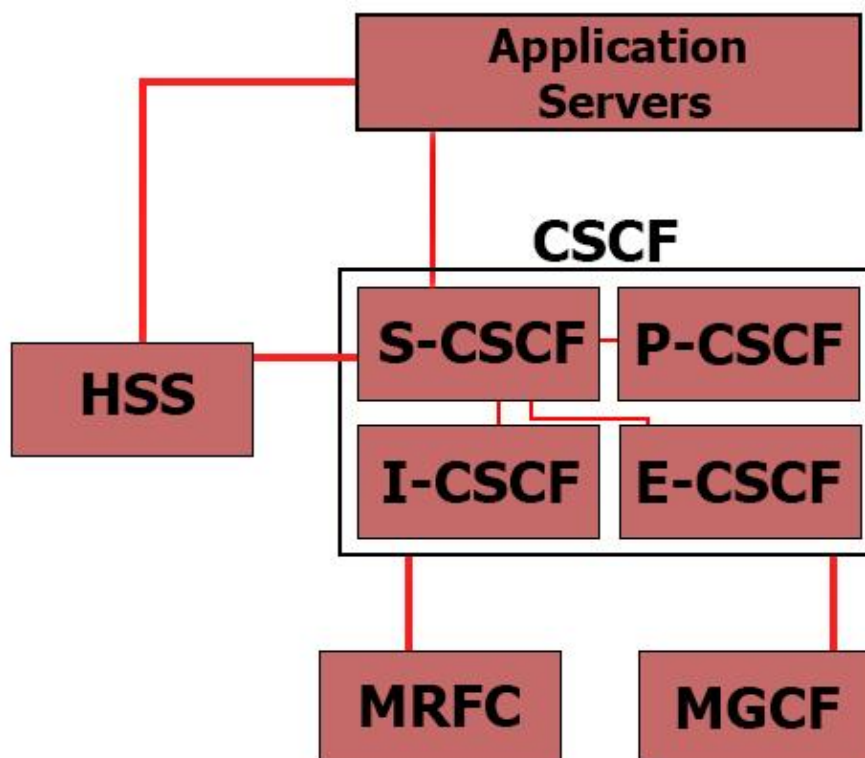 Application
Servers
CSCF
S-CSCF
P-CSCF
HSS
I-CSCF
E-CSCF
MRFC
MGCF